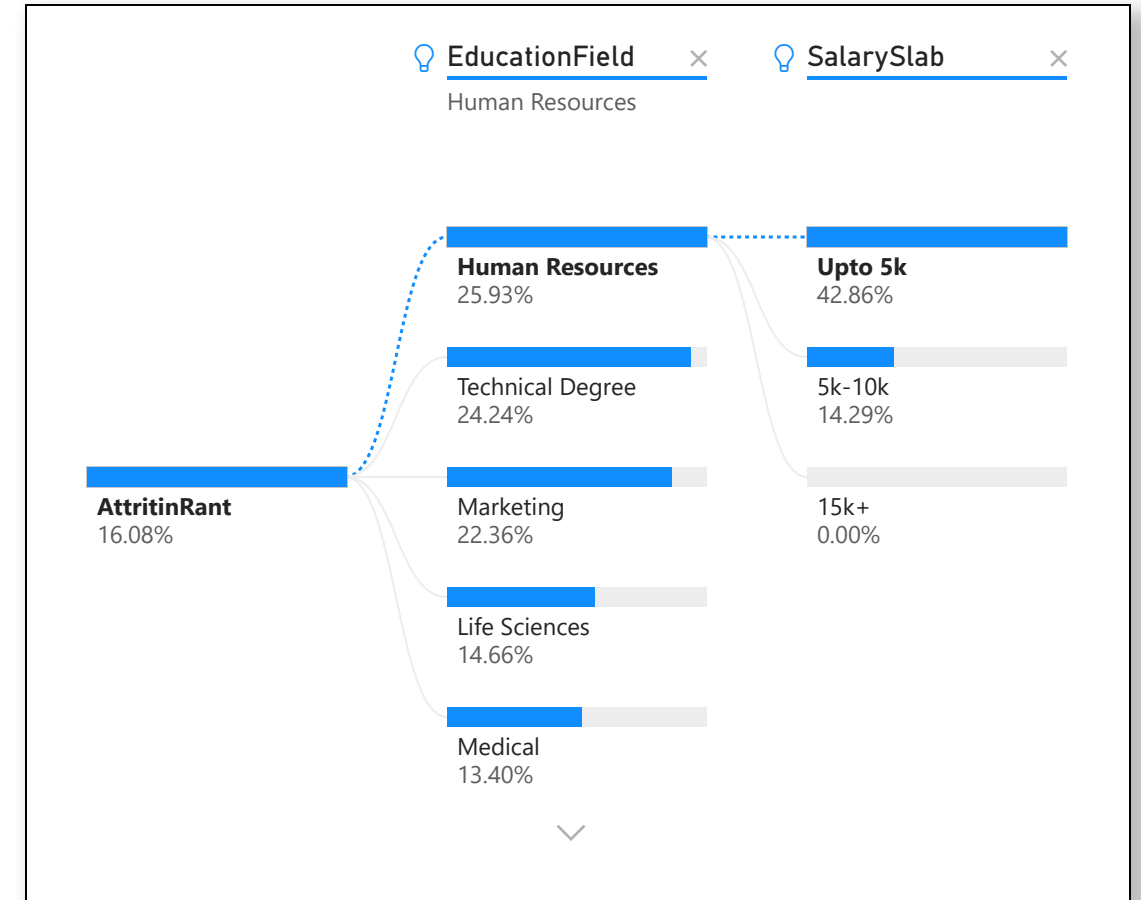 EducationField
SalarySlab
Human Resources
Human Resources
25.93%
Upto 5k
42.86%
Technical Degree
24.24%
5k-10k
14.29%
AttritinRant
16.08%
Marketing
22.36%
15k+
0.00%
Life Sciences
14.66%
Medical
13.40%